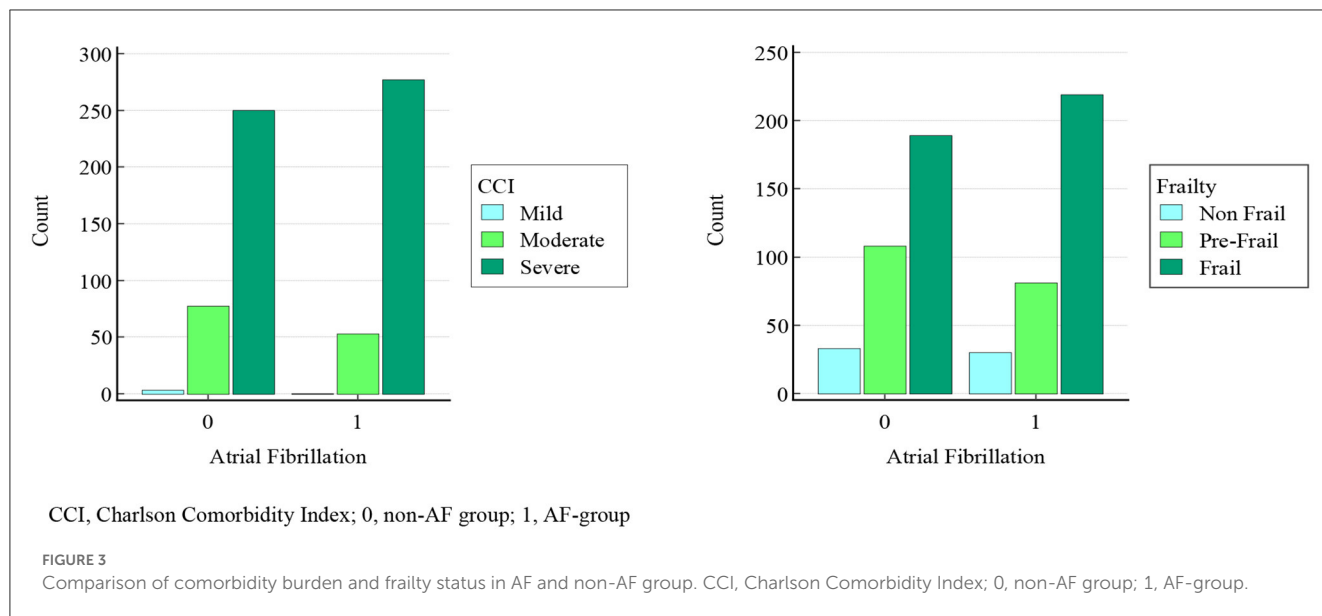 300
250
200
150
100
50
0
Count
0
1
Atrial Fibrillation
CCI
Mild
Moderate
Severe
250
200
150
100
50
0
Count
0
1
Atrial Fibrillation
Frailty
Non Frail
Pre-Frail
Frail
CCI, Charlson Comorbidity Index; 0, non-AF group; 1, AF-group
FIGURE 3
Comparison of comorbidity burden and frailty status in AF and non-AF group. CCI, Charlson Comorbidity Index; 0, non-AF group; 1, AF-group.